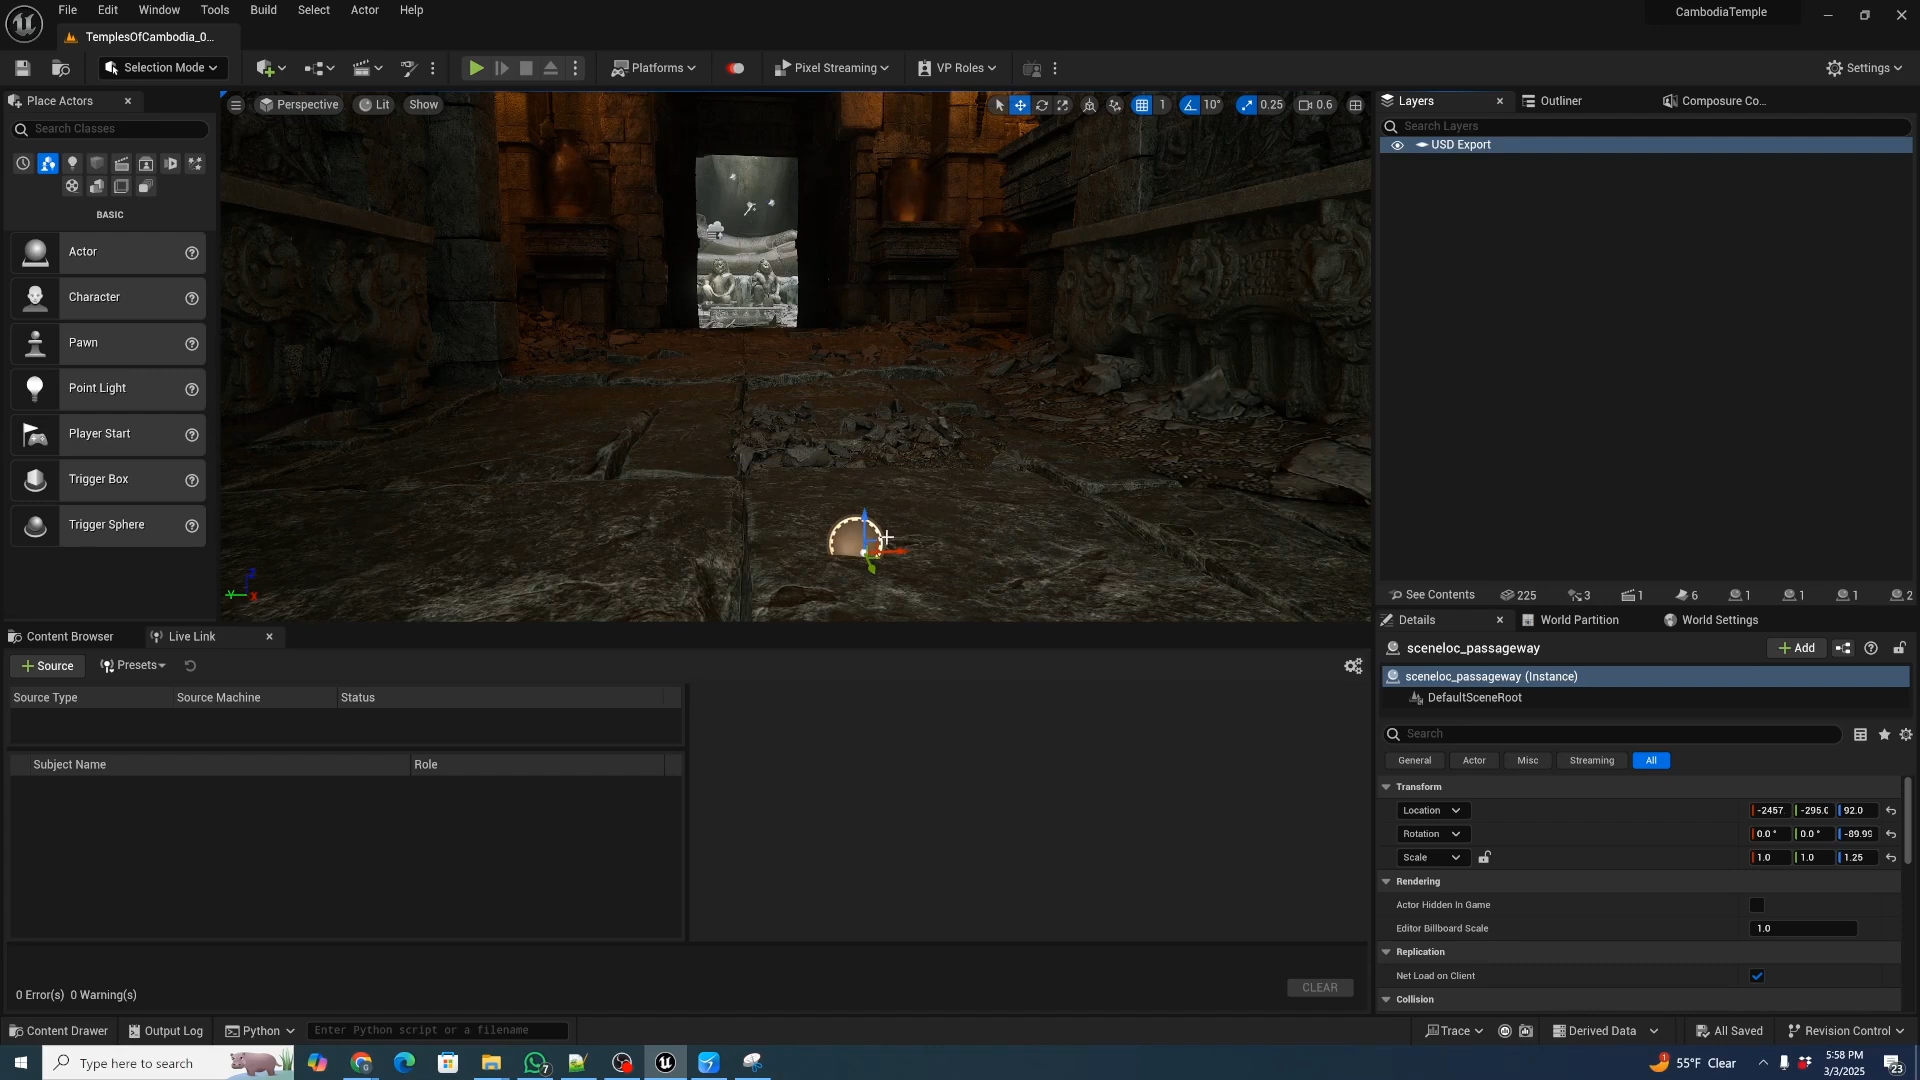 File Edit Window Tools Build Select Actor Help
CambodiaTemple
TemplesOfCambodia_0...
Selection Mode
Platforms
Pixel Streaming
VP Roles
Settings
Place Actors
Search Classes
BASIC
Actor
Character
Pawn
Point Light
Player Start
Trigger Box
Trigger Sphere
Perspective Lit Show
1 10° 0.25 0.6
Layers Outliner Composure Co...
Search Layers
USD Export
See Contents 225 3 1 6 1 1 1 2
Content Browser Live Link
Source Presets
Source Type Source Machine Status
Subject Name Role
0 Error(s) 0 Warning(s)
CLEAR
Details World Partition World Settings
sceneloc_passageway
Add
sceneloc_passageway (Instance)
DefaultSceneRoot
Search
General Actor Misc Streaming All
Transform
Location -2457 -295.0 92.0
Rotation 0.0 ° 0.0 ° -89.99
Scale 1.0 1.0 1.25
Rendering
Actor Hidden In Game
Editor Billboard Scale 1.0
Replication
Net Load on Client
Collision
Content Drawer Output Log Python Enter Python script or a filename
Trace Derived Data All Saved Revision Control
Type here to search
7
1 55°F Clear
5:58 PM
3/3/2025
23